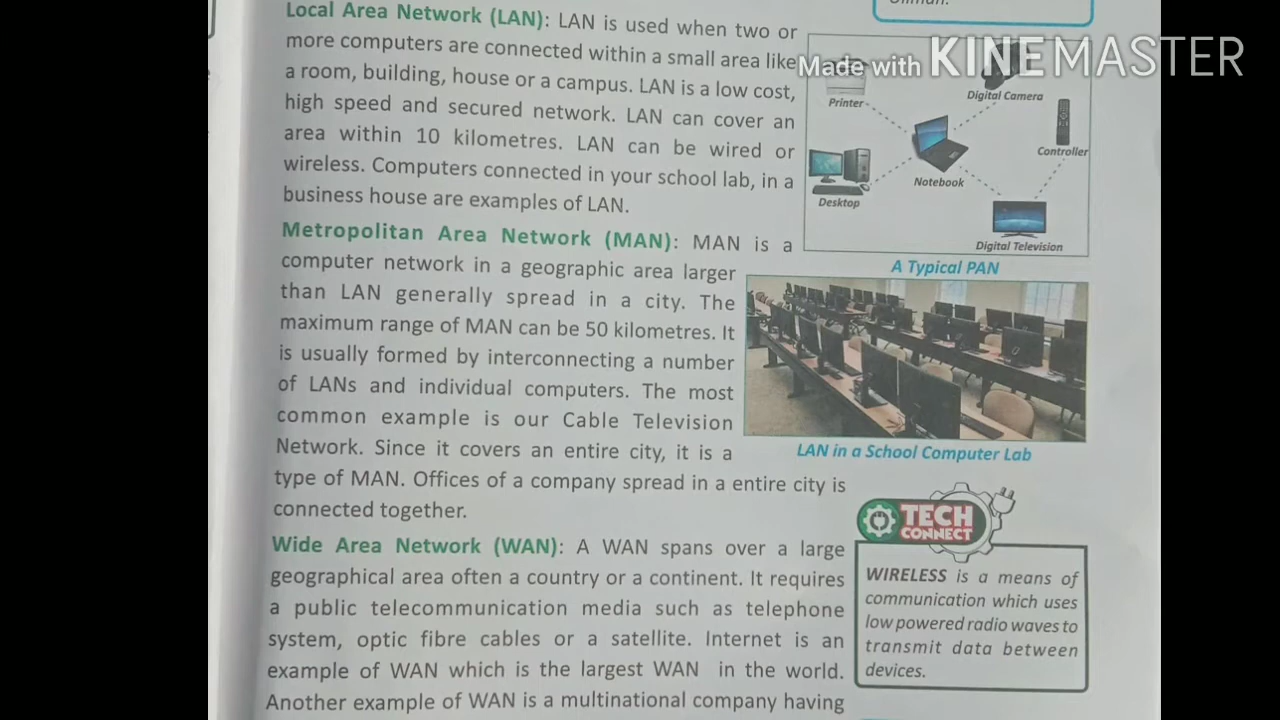 Local Area Network (LAN): LAN is used when two or
more computers are connected within a small area like
a room, building, house or a campus. LAN is a low cost,
high speed and secured network. LAN can cover an
area within 10 kilometres. LAN can be wired or
wireless. Computers connected in your school lab, in a
business house are examples of LAN.
Metropolitan Area Network (MAN): MAN is a
computer network in a geographic area larger
than LAN generally spread in a city. The
maximum range of MAN can be 50 kilometres. It
is usually formed by interconnecting a number
of LANs and individual computers. The most
common example is our Cable Television
Network. Since it covers an entire city, it is a
type of MAN. Offices of a company spread in a entire city is
connected together.
Wide Area Network (WAN): A WAN spans over a large
geographical area often a country or a continent. It requires
a public telecommunication media such as telephone
system, optic fibre cables or a satellite. Internet is an
example of WAN which is the largest WAN in the world.
Another example of WAN is a multinational company having
Made with KINEMASTER
Printer
Digital Camera
Controller
Notebook
Desktop
Digital Television
A Typical PAN
LAN in a School Computer Lab
TECH
CONNECT
WIRELESS is a means of
communication which uses
low powered radio waves to
transmit data between
devices.